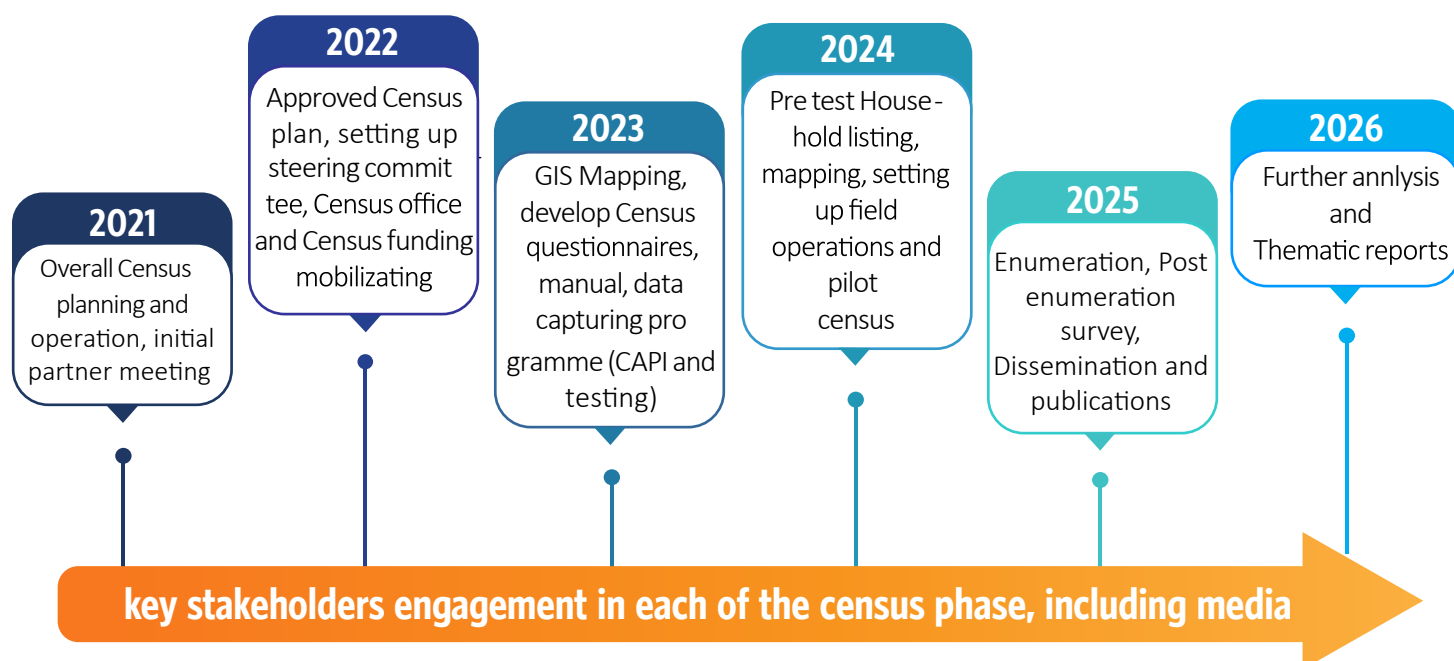 2021
Overall Census
planning and
operation, initial
partner meeting
2022
Approved Census
plan, setting up
steering commit
tee, Census office
and Census funding
mobilizating
2023
GIS Mapping,
develop Census
questionnaires,
manual, data
capturing pro
gramme (CAPI and
testing)
2024
Pre test House-
hold listing,
mapping, setting
up field
operations and
pilot
census
2025
Enumeration, Post
enumeration
survey,
Dissemination and
publications
2026
Further annlysis
and
Thematic reports
key stakeholders engagement in each of the census phase, including media